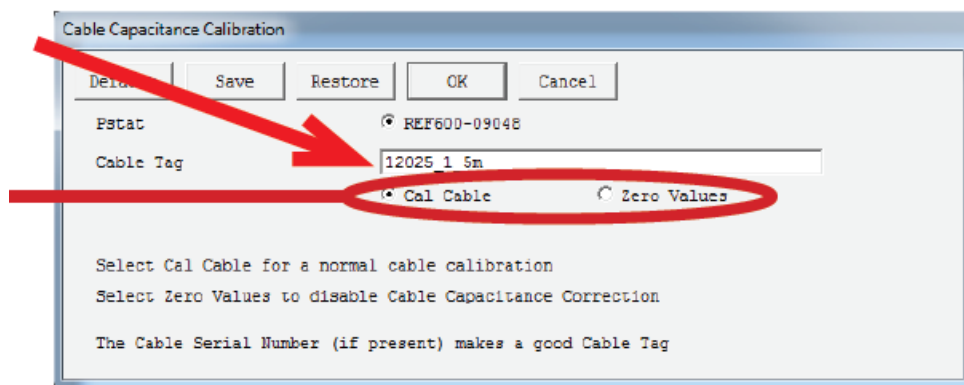 Cable Capacitance Calibration
Save Restore OK Cancel
Pstat REF600-09048
Cable Tag 12025_1_5m
Cal Cable Zero Values
Select Cal Cable for a normal cable calibration
Select Zero Values to disable Cable Capacitance Correction
The Cable Serial Number (if present) makes a good Cable Tag